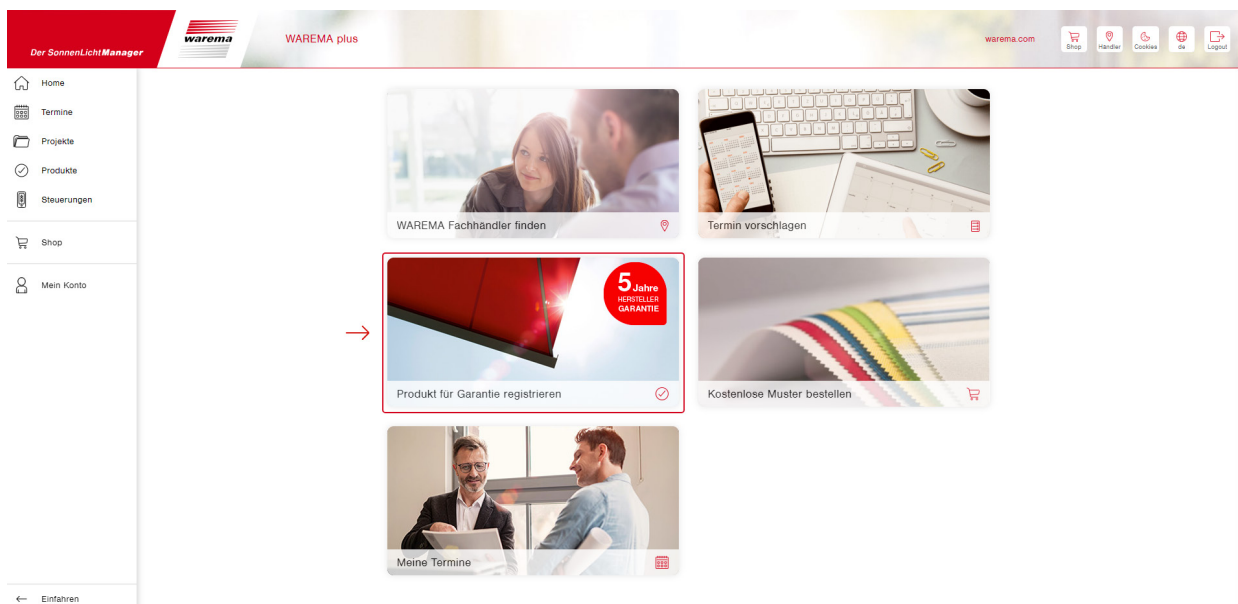 Der SonnenLichtManager
warema
WAREMA plus
warema.com
Shop
Händler
Cookies
de
Logout
Home
Termine
Projekte
Produkte
Steuerungen
Shop
Mein Konto
Einfahren
WAREMA Fachhändler finden
Termin vorschlagen
5 Jahre
HERSTELLER
GARANTIE
Produkt für Garantie registrieren
Kostenlose Muster bestellen
Meine Termine